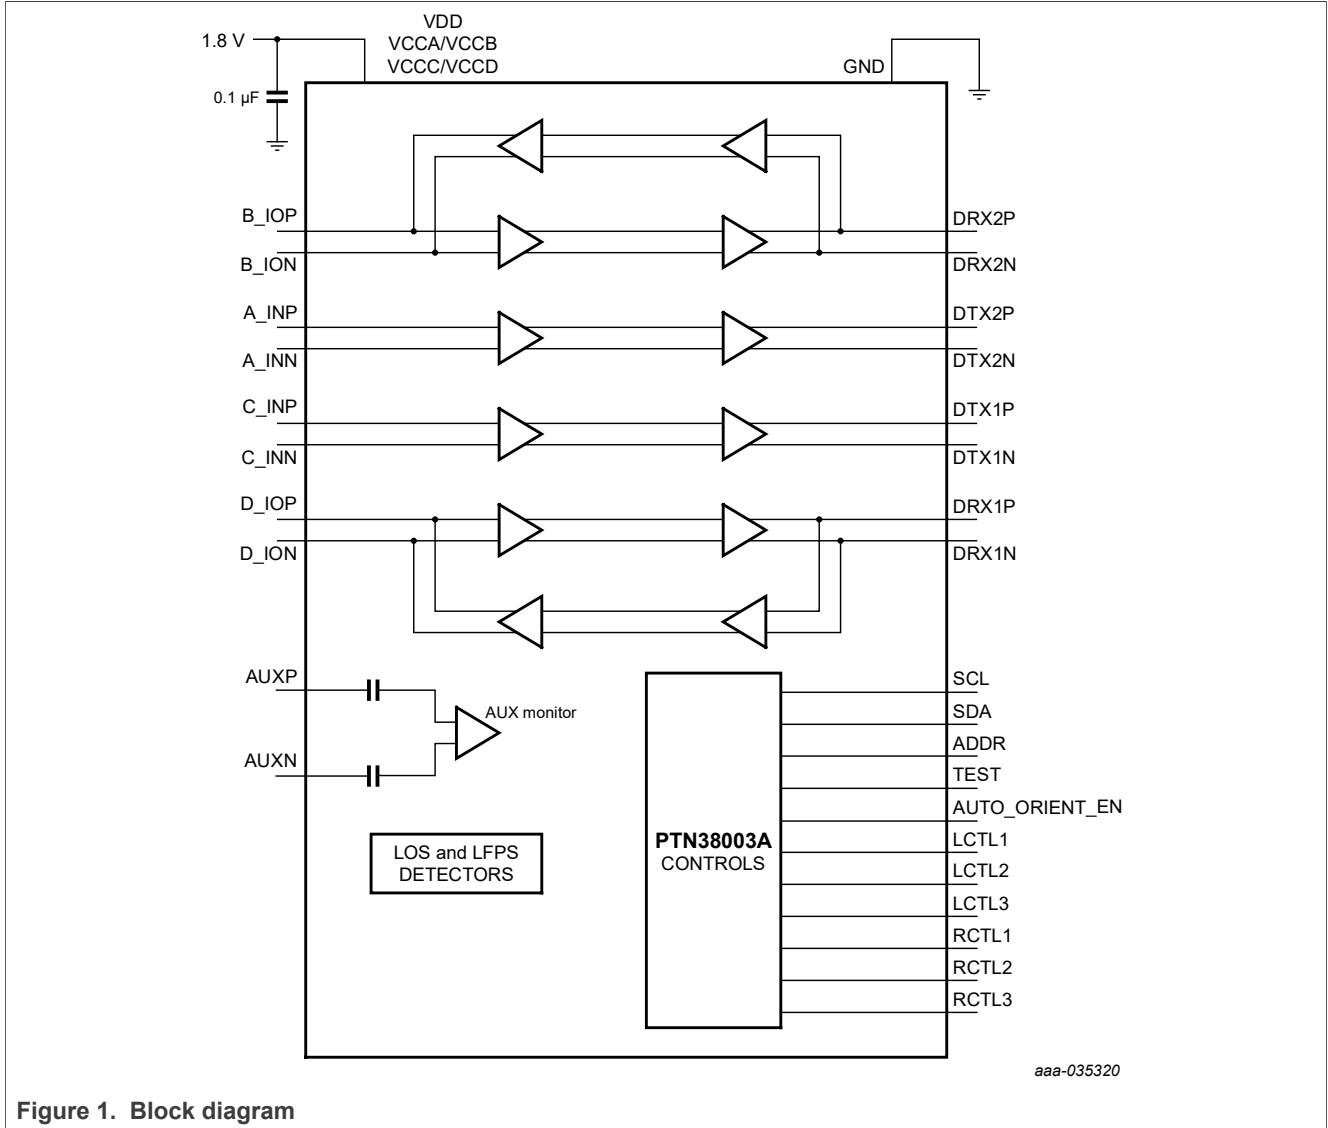 VDD
1.8 V
VCCA/VCCB
VCCC/VCCD
GND
0.1 µF
B_IOP
DRX2P
B_ION
DRX2N
A_INP
DTX2P
A_INN
DTX2N
C_INP
DTX1P
C_INN
DTX1N
D_IOP
DRX1P
D_ION
DRX1N
AUXP
AUX monitor
AUXN
LOS and LFPS
DETECTORS
PTN38003A
CONTROLS
SCL
SDA
ADDR
TEST
AUTO_ORIENT_EN
LCTL1
LCTL2
LCTL3
RCTL1
RCTL2
RCTL3
aaa-035320
Figure 1. Block diagram